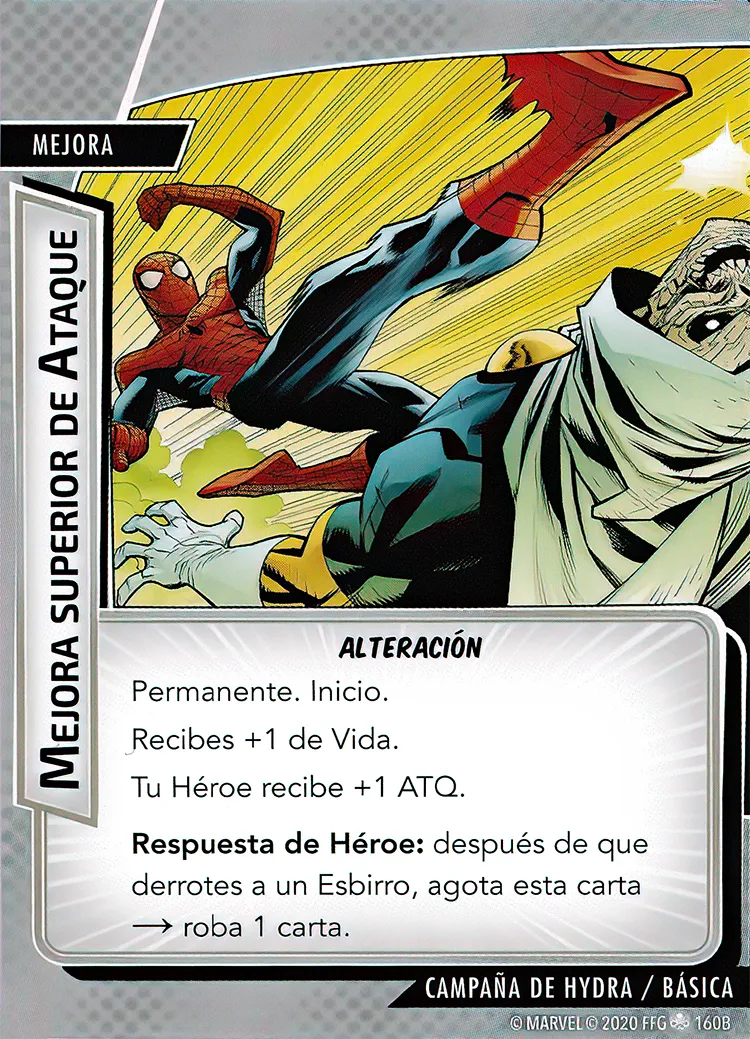 MEJORA
MEJORA SUPERIOR DE ATAQUE
ALTERACIÓN
Permanente. Inicio.
Recibes +1 de Vida.
Tu Héroe recibe +1 ATQ.
Respuesta de Héroe: después de que
derrotes a un Esbirro, agota esta carta
→ roba 1 carta.
CAMPAÑA DE HYDRA / BÁSICA
© MARVEL © 2020 FFG 160B